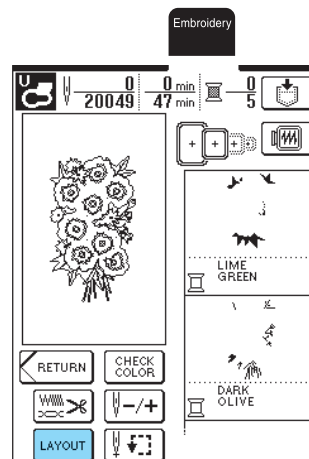 Embroidery
U
0
20049
0 min
47 min
0
5
LIME
GREEN
RETURN
CHECK
COLOR
DARK
OLIVE
-/+
LAYOUT